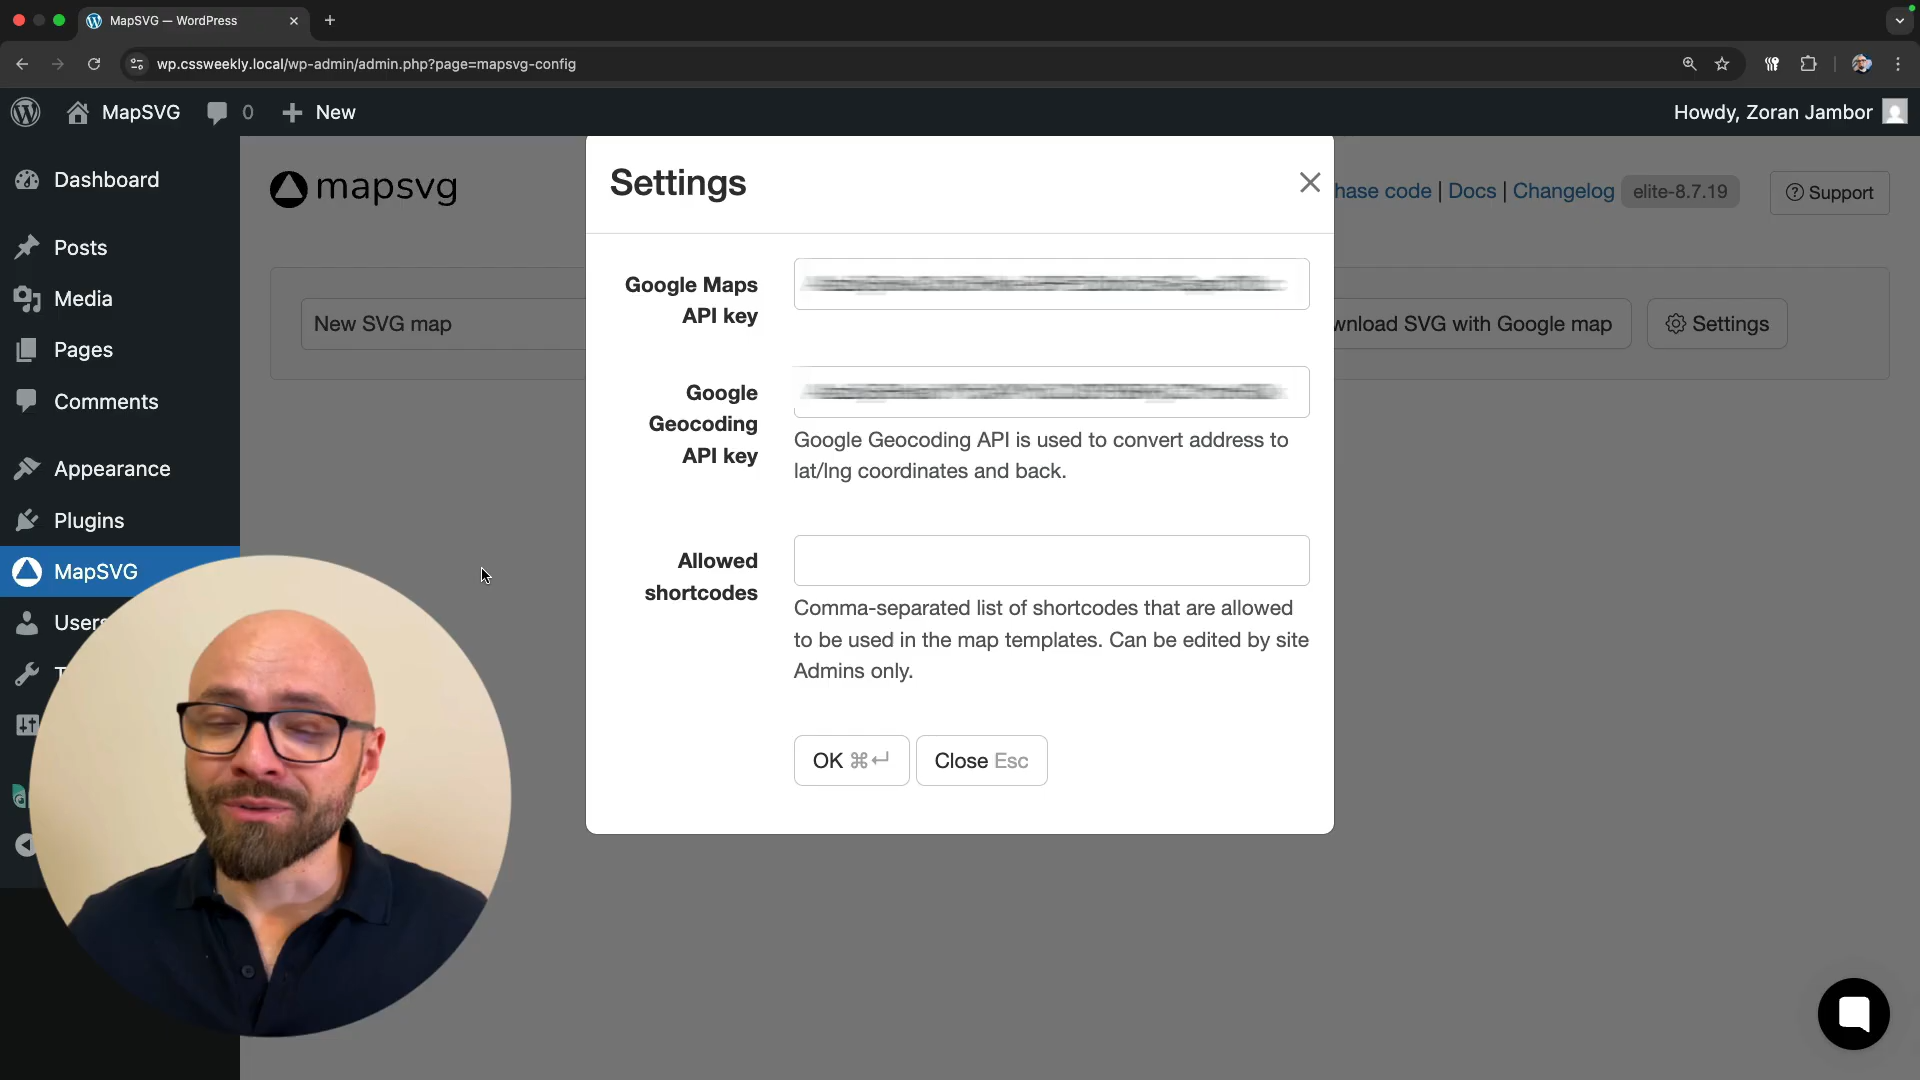 MapSVG — WordPress
wp.cssweekly.local/wp-admin/admin.php?page=mapsvg-config
MapSVG
0
New
Howdy, Zoran Jambor
Dashboard
Posts
Media
Pages
Comments
Appearance
Plugins
MapSVG
Users
mapsvg
hase code | Docs | Changelog
elite-8.7.19
Support
New SVG map
wnload SVG with Google map
Settings
Settings
Google Maps
API key
Google
Geocoding
API key
Google Geocoding API is used to convert address to
lat/lng coordinates and back.
Allowed
shortcodes
Comma-separated list of shortcodes that are allowed
to be used in the map templates. Can be edited by site
Admins only.
OK ⌘↵
Close Esc